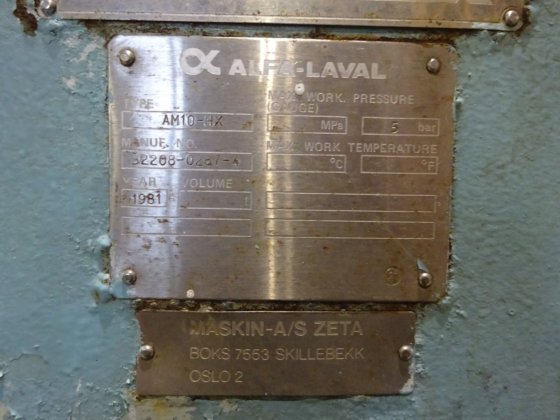 ALFA-LAVAL
TYPE MAX. WORK. PRESSURE
(GAUGE)
AM10-HX MPa 5 bar
MANUF. NO. MAX. WORK TEMPERATURE
°C °F
YEAR VOLUME
1981 l
MASKIN-A/S ZETA
BOKS 7553 SKILLEBEKK
OSLO 2